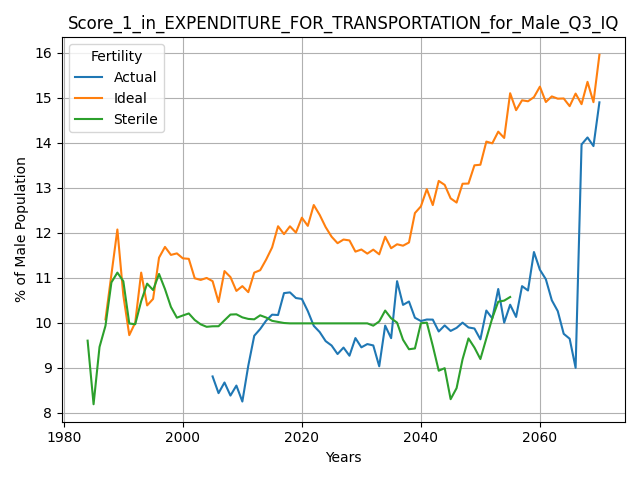 Score_1_in_EXPENDITURE_FOR_TRANSPORTATION_for_Male_Q3_IQ
Fertility
Actual
Ideal
Sterile
% of Male Population
16
15
14
13
12
11
10
9
8
1980
2000
2020
2040
2060
Years